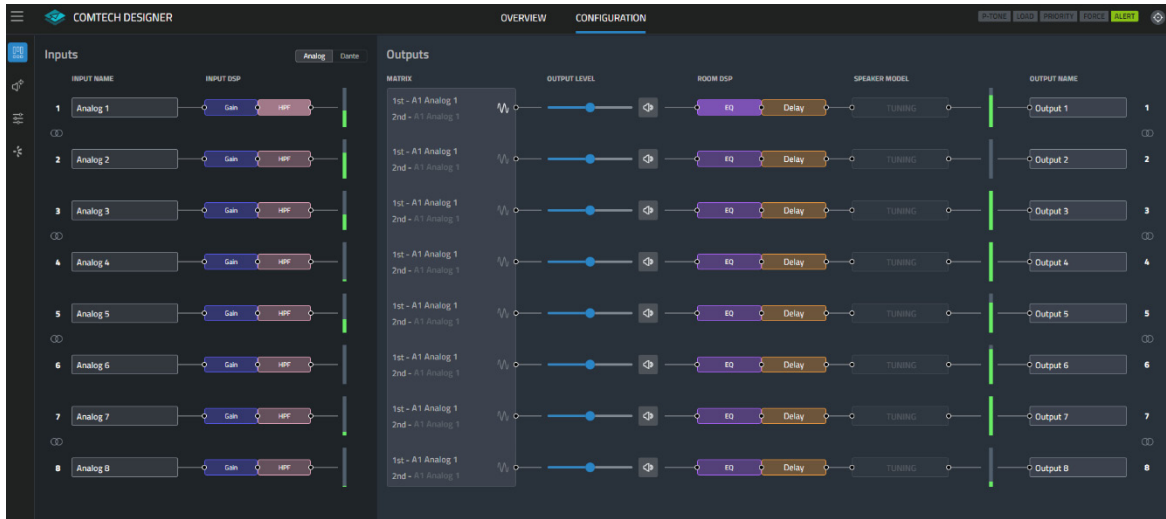 COMTECH DESIGNER
OVERVIEW CONFIGURATION
P-TONE LOAD PRIORITY FORCE ALERT
Inputs Analog Dante Outputs
INPUT NAME INPUT DSP MATRIX OUTPUT LEVEL ROOM DSP SPEAKER MODEL OUTPUT NAME
1 Analog 1 Gain HPF 1st - A1 Analog 1 EQ Delay TUNING Output 1 1
2nd - A1 Analog 1
2 Analog 2 Gain HPF 1st - A1 Analog 1 EQ Delay TUNING Output 2 2
2nd - A1 Analog 1
3 Analog 3 Gain HPF 1st - A1 Analog 1 EQ Delay TUNING Output 3 3
2nd - A1 Analog 1
4 Analog 4 Gain HPF 1st - A1 Analog 1 EQ Delay TUNING Output 4 4
2nd - A1 Analog 1
5 Analog 5 Gain HPF 1st - A1 Analog 1 EQ Delay TUNING Output 5 5
2nd - A1 Analog 1
6 Analog 6 Gain HPF 1st - A1 Analog 1 EQ Delay TUNING Output 6 6
2nd - A1 Analog 1
7 Analog 7 Gain HPF 1st - A1 Analog 1 EQ Delay TUNING Output 7 7
2nd - A1 Analog 1
8 Analog 8 Gain HPF 1st - A1 Analog 1 EQ Delay TUNING Output 8 8
2nd - A1 Analog 1